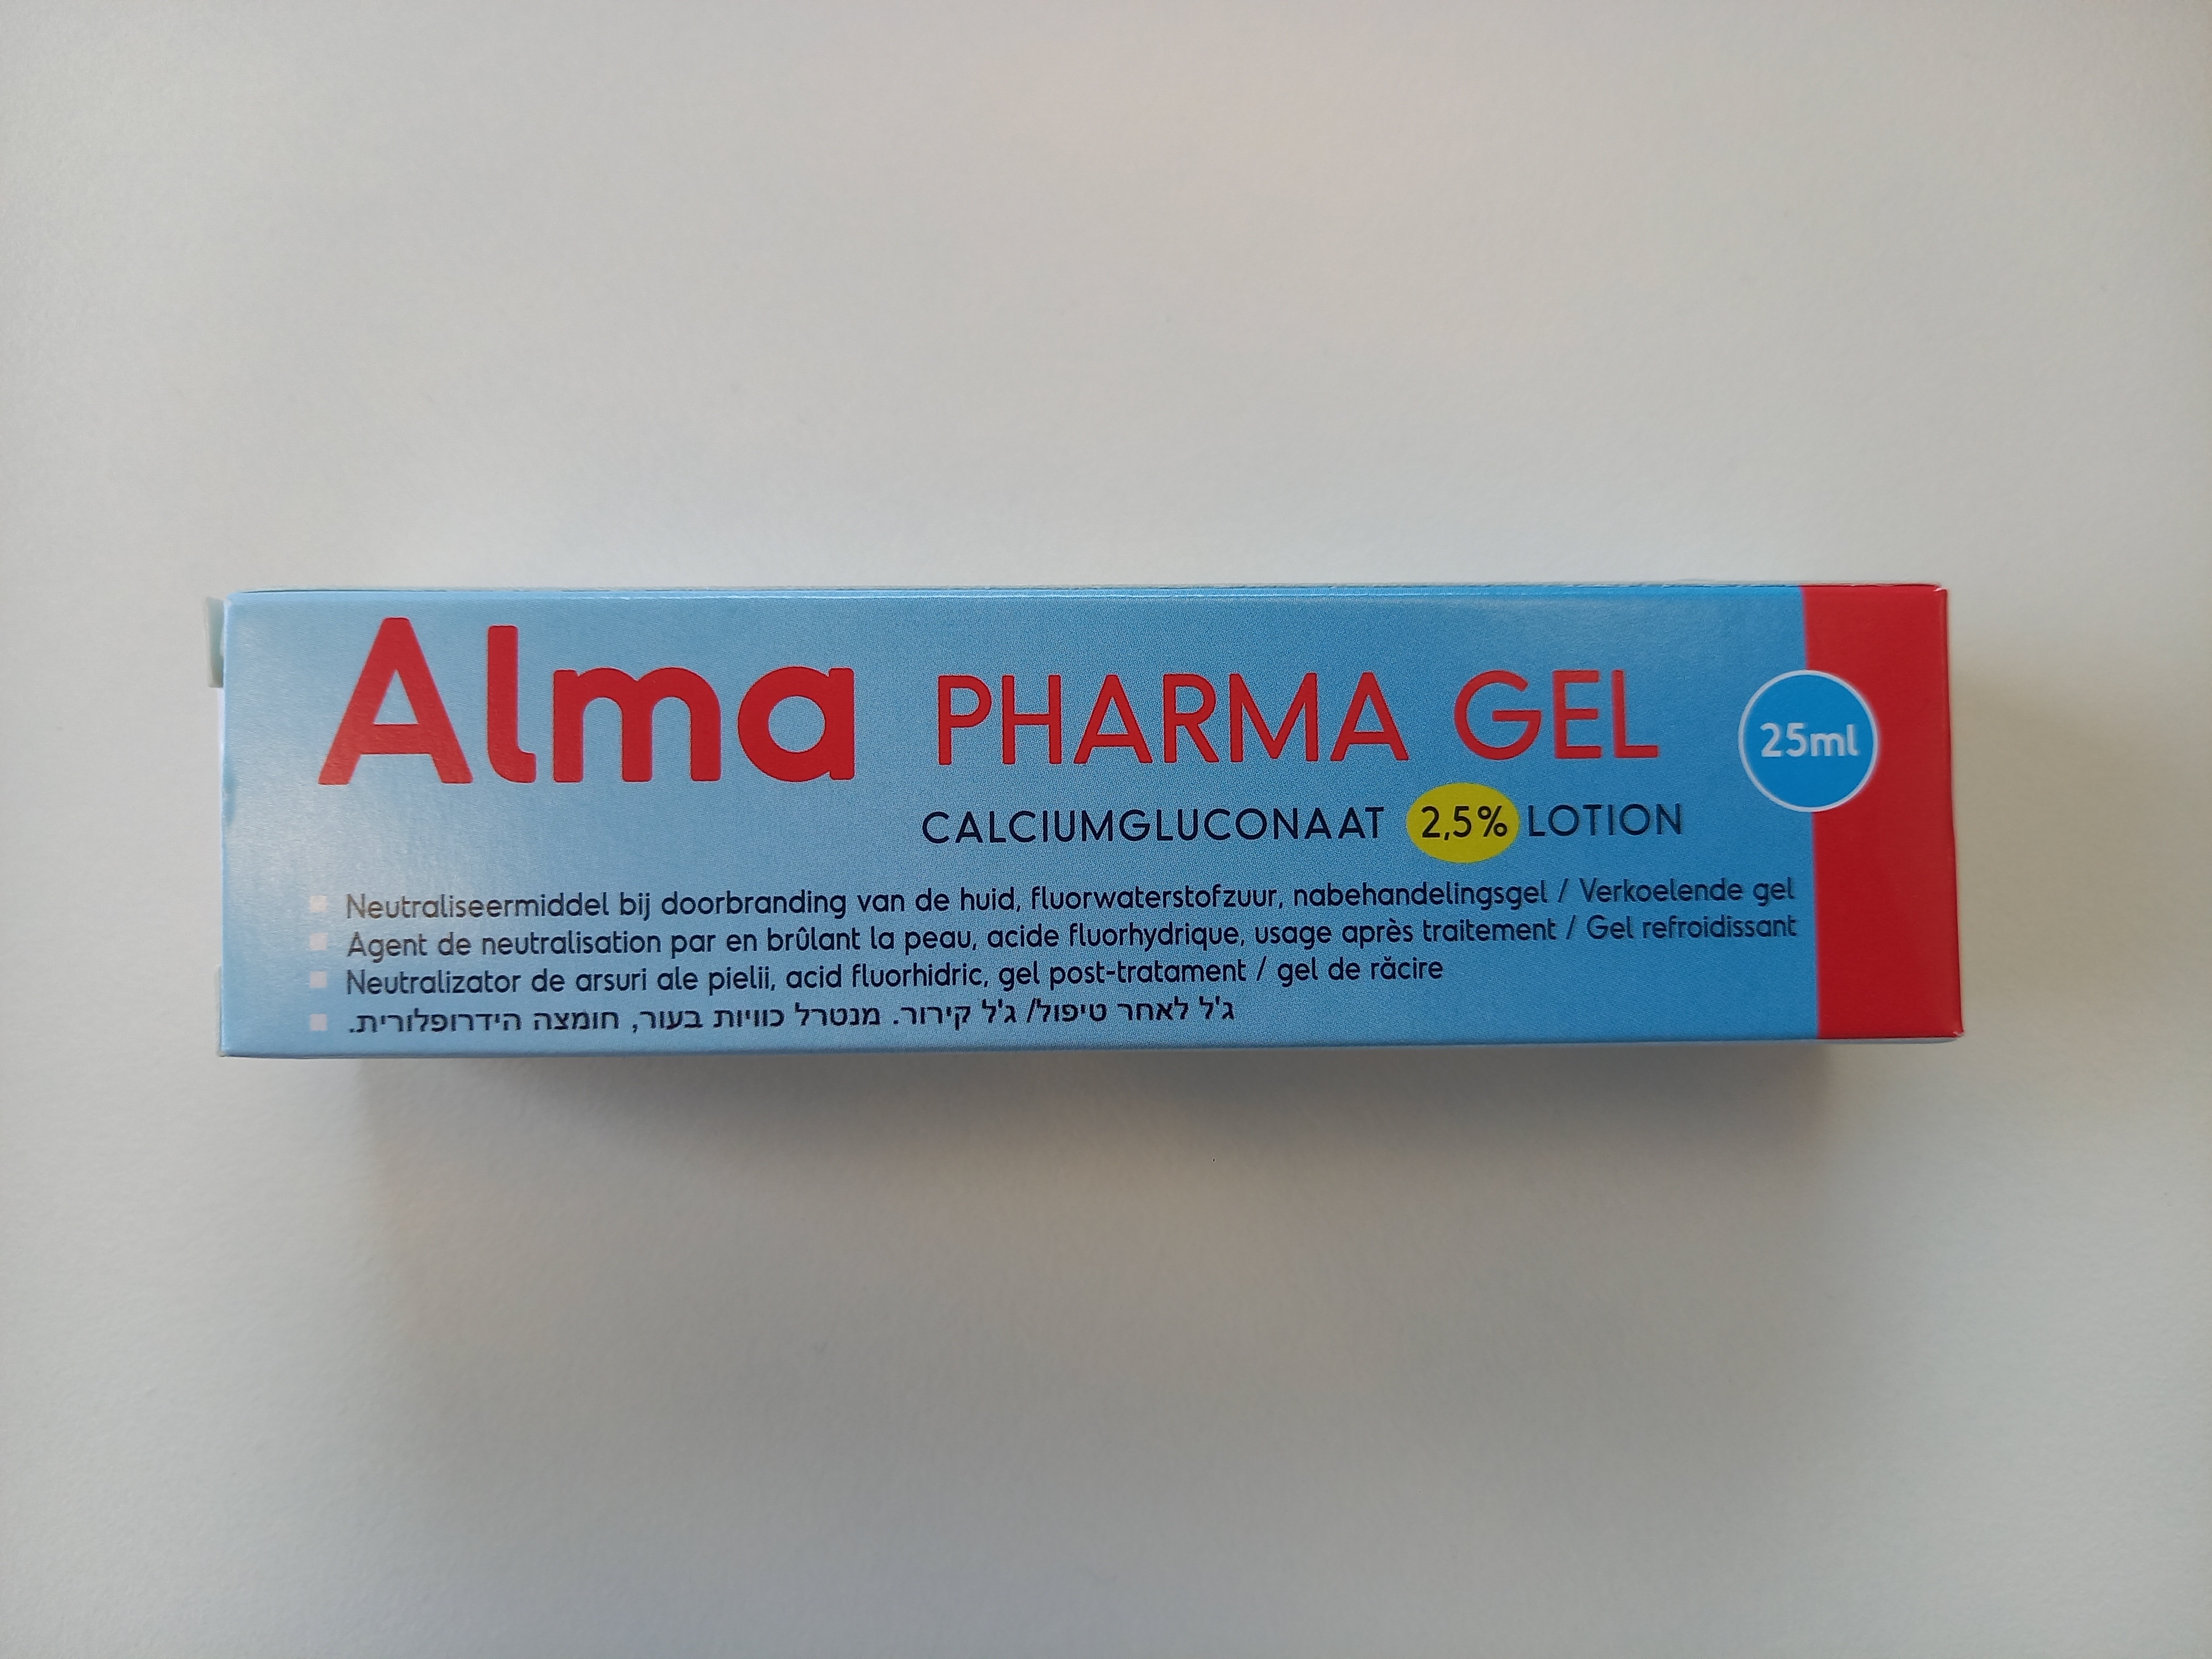 Alma PHARMA GEL
25ml
CALCIUMGLUCONAAT 2,5% LOTION
Neutraliseermiddel bij doorbranding van de huid, fluorwaterstofzuur, nabehandelingsgel / Verkoelende gel
Agent de neutralisation par en brûlant la peau, acide fluorhydrique, usage après traitement / Gel refroidissant
Neutralizator de arsuri ale pielii, acid fluorhidric, gel post-tratament / gel de răcire
ג'ל לאחר טיפול/ ג'ל קירור. מנטרל כוויות בעור, חומצה הידרופלורית.